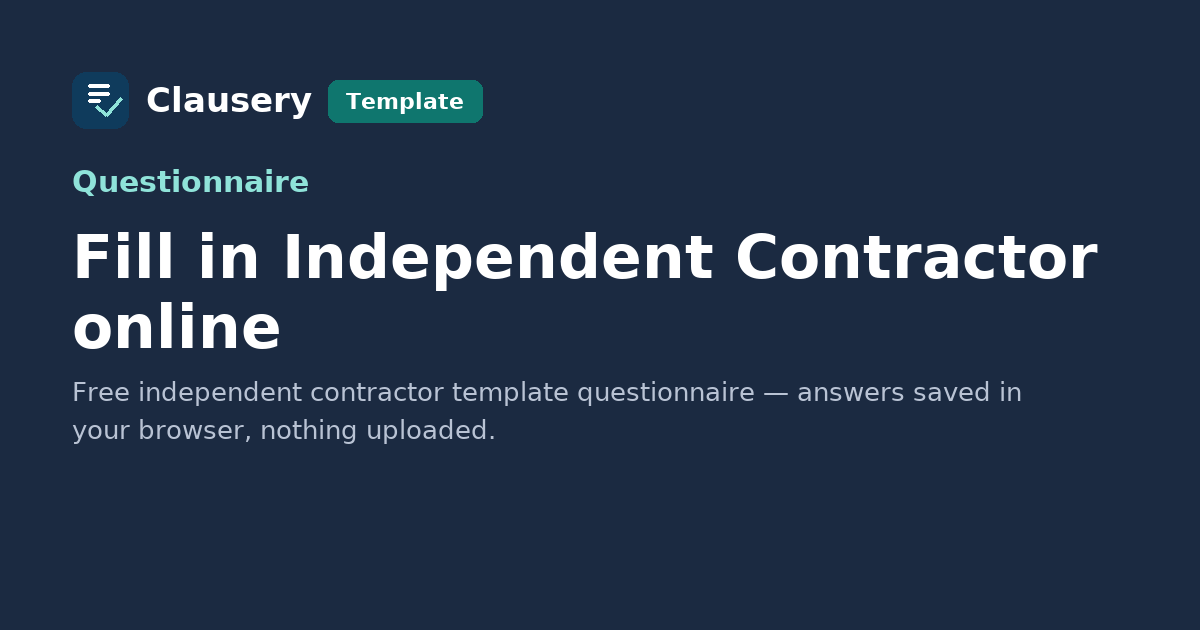 Clausery Template
Questionnaire
Fill in Independent Contractor
online
Free independent contractor template questionnaire — answers saved in
your browser, nothing uploaded.